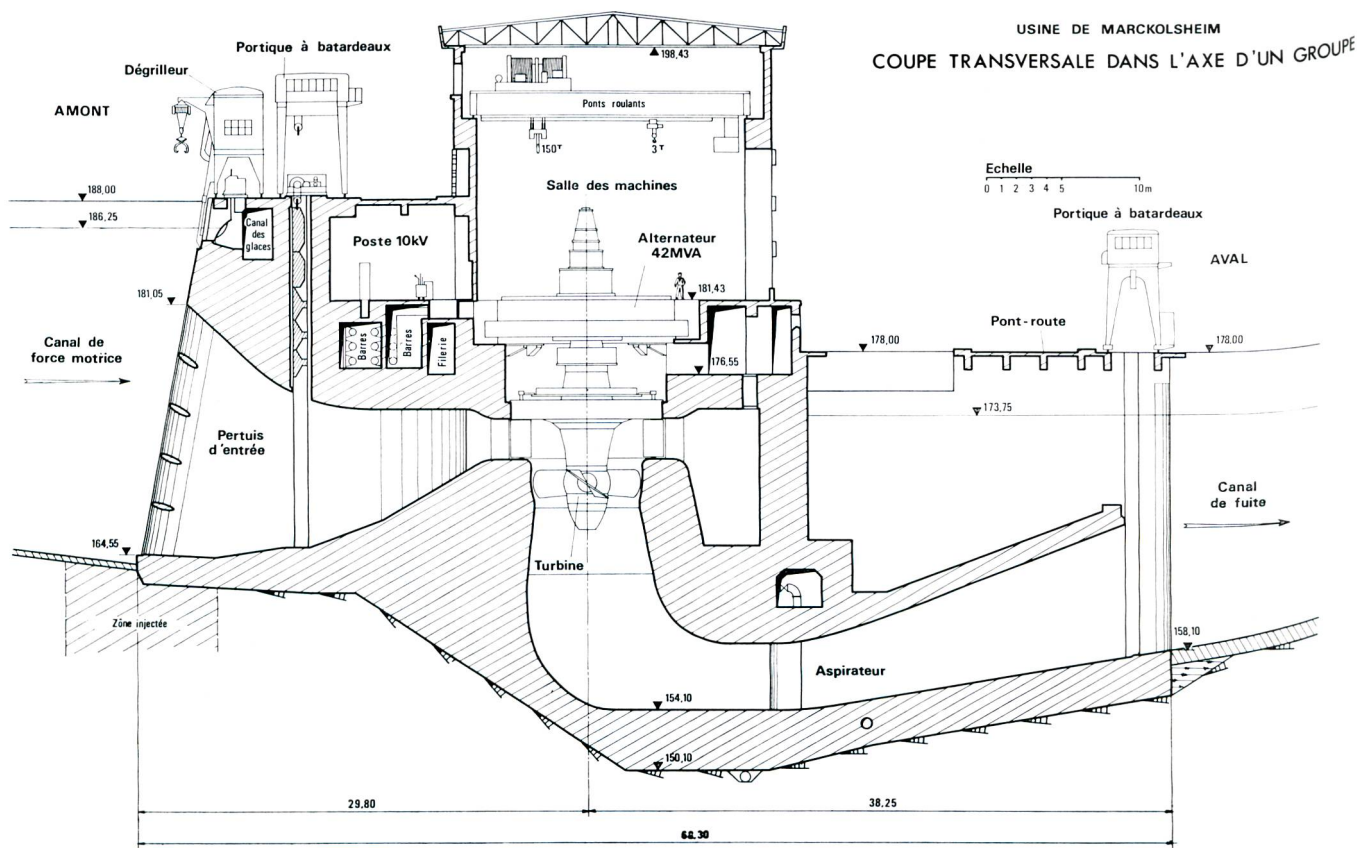 USINE DE MARCKOLSHEIM
COUPE TRANSVERSALE DANS L'AXE D'UN GROUPE
Portique à batardeaux
Dégrilleur
AMONT
198,43
Ponts roulants
150T
3T
Echelle
0 1 2 3 4 5 10m
188,00
186,25
Canal
des
glaces
Salle des machines
Portique à batardeaux
Poste 10kV
Alternateur
42MVA
AVAL
181,05
181,43
Pont-route
Canal de
force motrice
Barres
Barres
Filerie
178,00
178,00
176,55
173,75
Pertuis
d'entrée
Canal
de fuite
164,55
Turbine
Zône injectée
158,10
Aspirateur
154,10
150,10
29,80
38,25
68.30